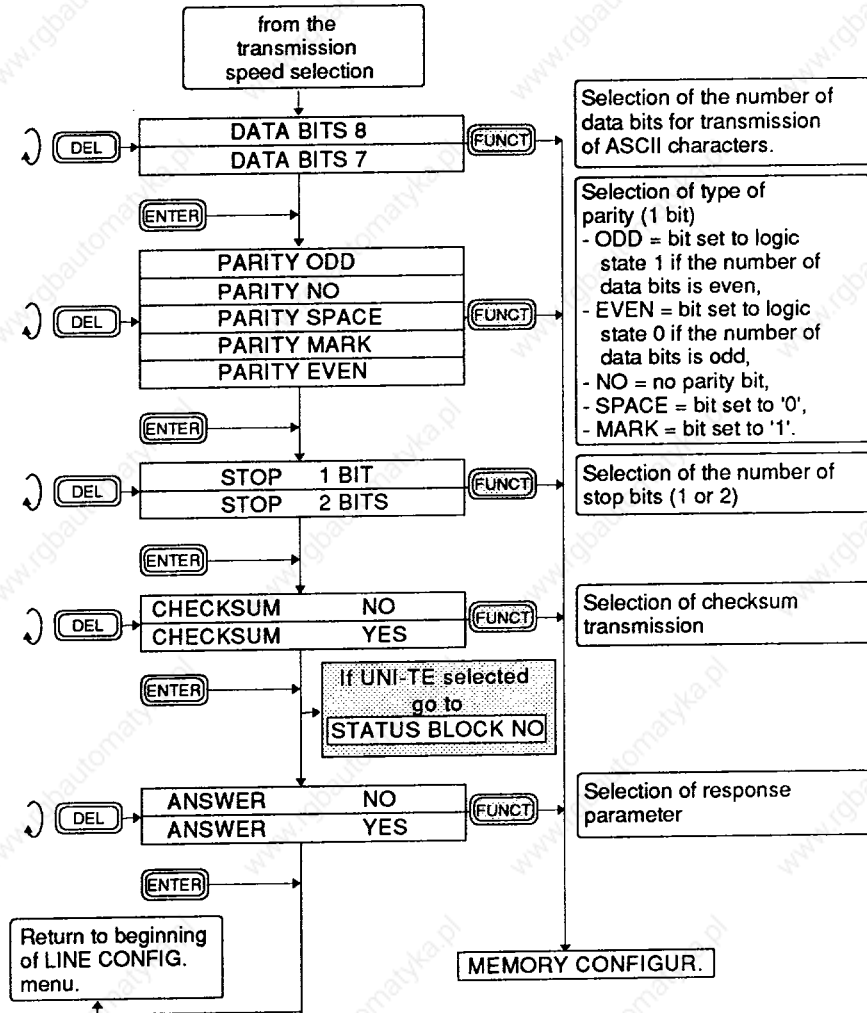 from the
transmission
speed selection
DEL
DATA BITS 8
DATA BITS 7
FUNCT
Selection of the number of
data bits for transmission
of ASCII characters.
ENTER
DEL
PARITY ODD
PARITY NO
PARITY SPACE
PARITY MARK
PARITY EVEN
FUNCT
Selection of type of
parity (1 bit)
- ODD = bit set to logic
state 1 if the number of
data bits is even,
- EVEN = bit set to logic
state 0 if the number of
data bits is odd,
- NO = no parity bit,
- SPACE = bit set to '0',
- MARK = bit set to '1'.
ENTER
DEL
STOP 1 BIT
STOP 2 BITS
FUNCT
Selection of the number of
stop bits (1 or 2)
ENTER
DEL
CHECKSUM NO
CHECKSUM YES
FUNCT
Selection of checksum
transmission
ENTER
If UNI-TE selected
go to
STATUS BLOCK NO
DEL
ANSWER NO
ANSWER YES
FUNCT
Selection of response
parameter
ENTER
Return to beginning
of LINE CONFIG.
menu.
MEMORY CONFIGUR.
www.rgbautomatyka.pl